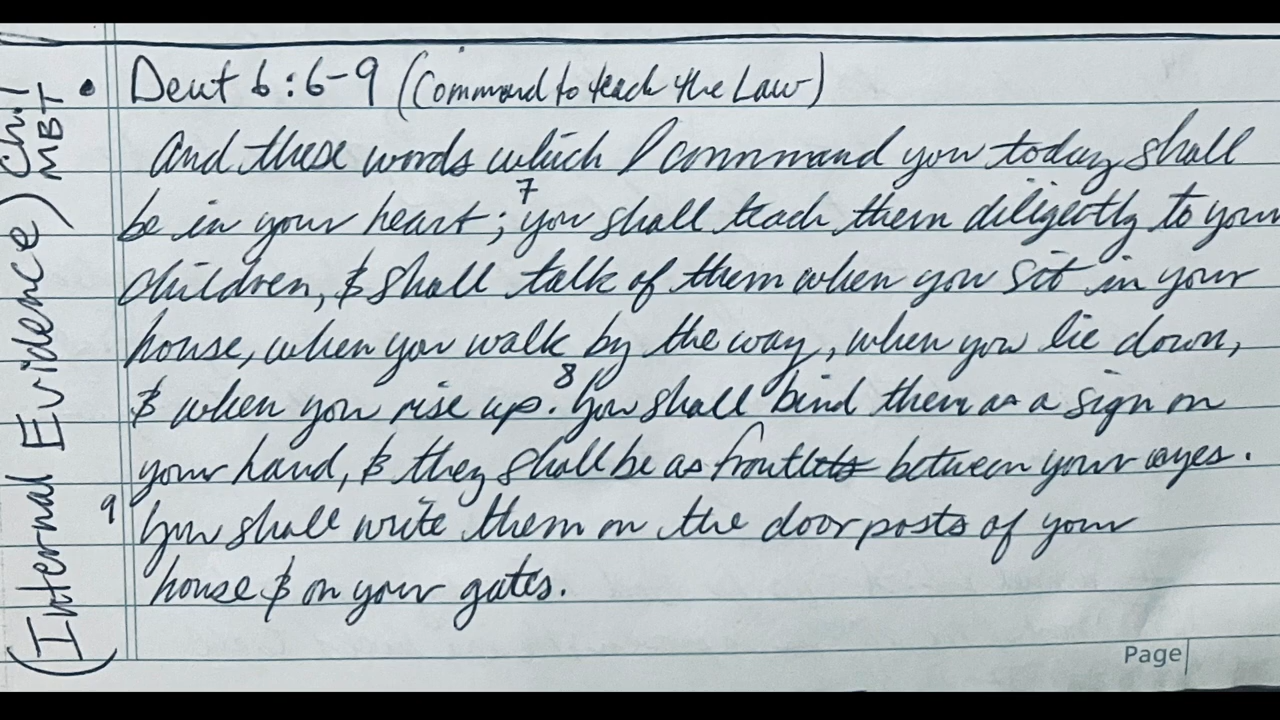 Ch.1
MBT
(Internal Evidence)
• Deut 6:6-9 (Command to teach the Law)
And these words which I command you today shall
be in your heart; 7 you shall teach them diligently to your
children, & shall talk of them when you sit in your
house, when you walk by the way, when you lie down,
& when you rise up. 8 You shall bind them as a sign on
your hand, & they shall be as frontlets between your eyes.
9 You shall write them on the doorposts of your
house & on your gates.
Page